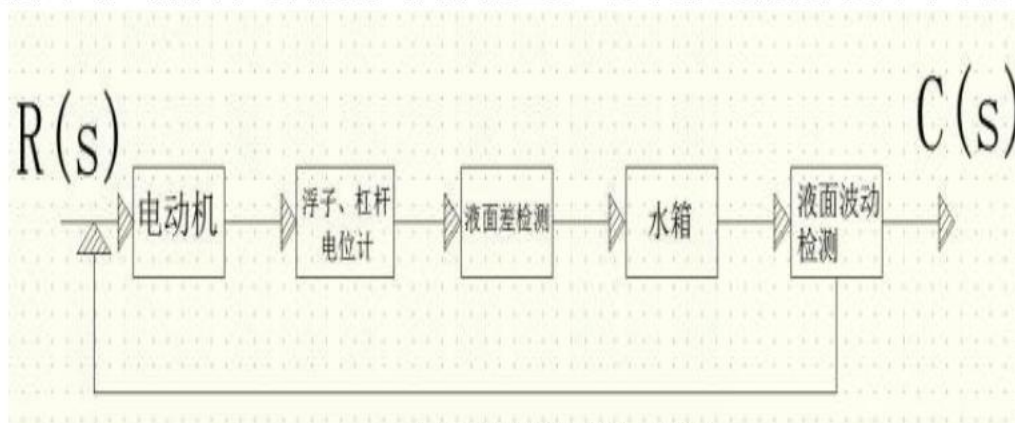 R(s)
C(s)
电动机
浮子、杠杆
电位计
液面差检测
水箱
液面波动
检测